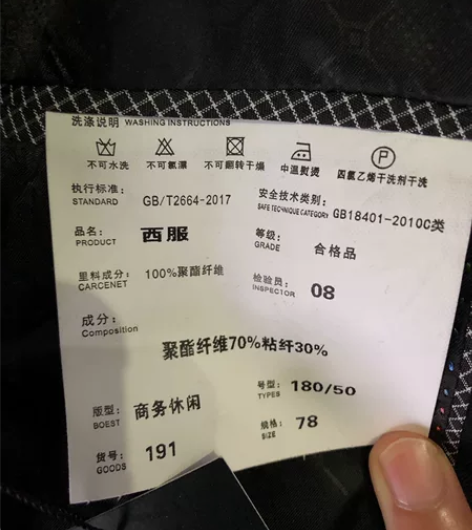 洗涤说明 WASHING INSTRUCTIONS
不可水洗 不可氯漂 不可翻转干燥 中温熨烫 四氯乙烯干洗剂干洗
P
执行标准： GB/T2664-2017 安全技术类别： GB18401-2010C类
STANDARD SAFE TECHNIQUE CATEGORY
品名： 西服 等级： 合格品
PRODUCT GRADE
里料成分： 100%聚酯纤维 检验员： 08
CARCENET INSPECTOR
成分：
Composition
聚酯纤维70%粘纤30%
版型： 商务休闲 号型： 180/50
BOEST TYPES
货号： 191 规格： 78
GOODS SIZE